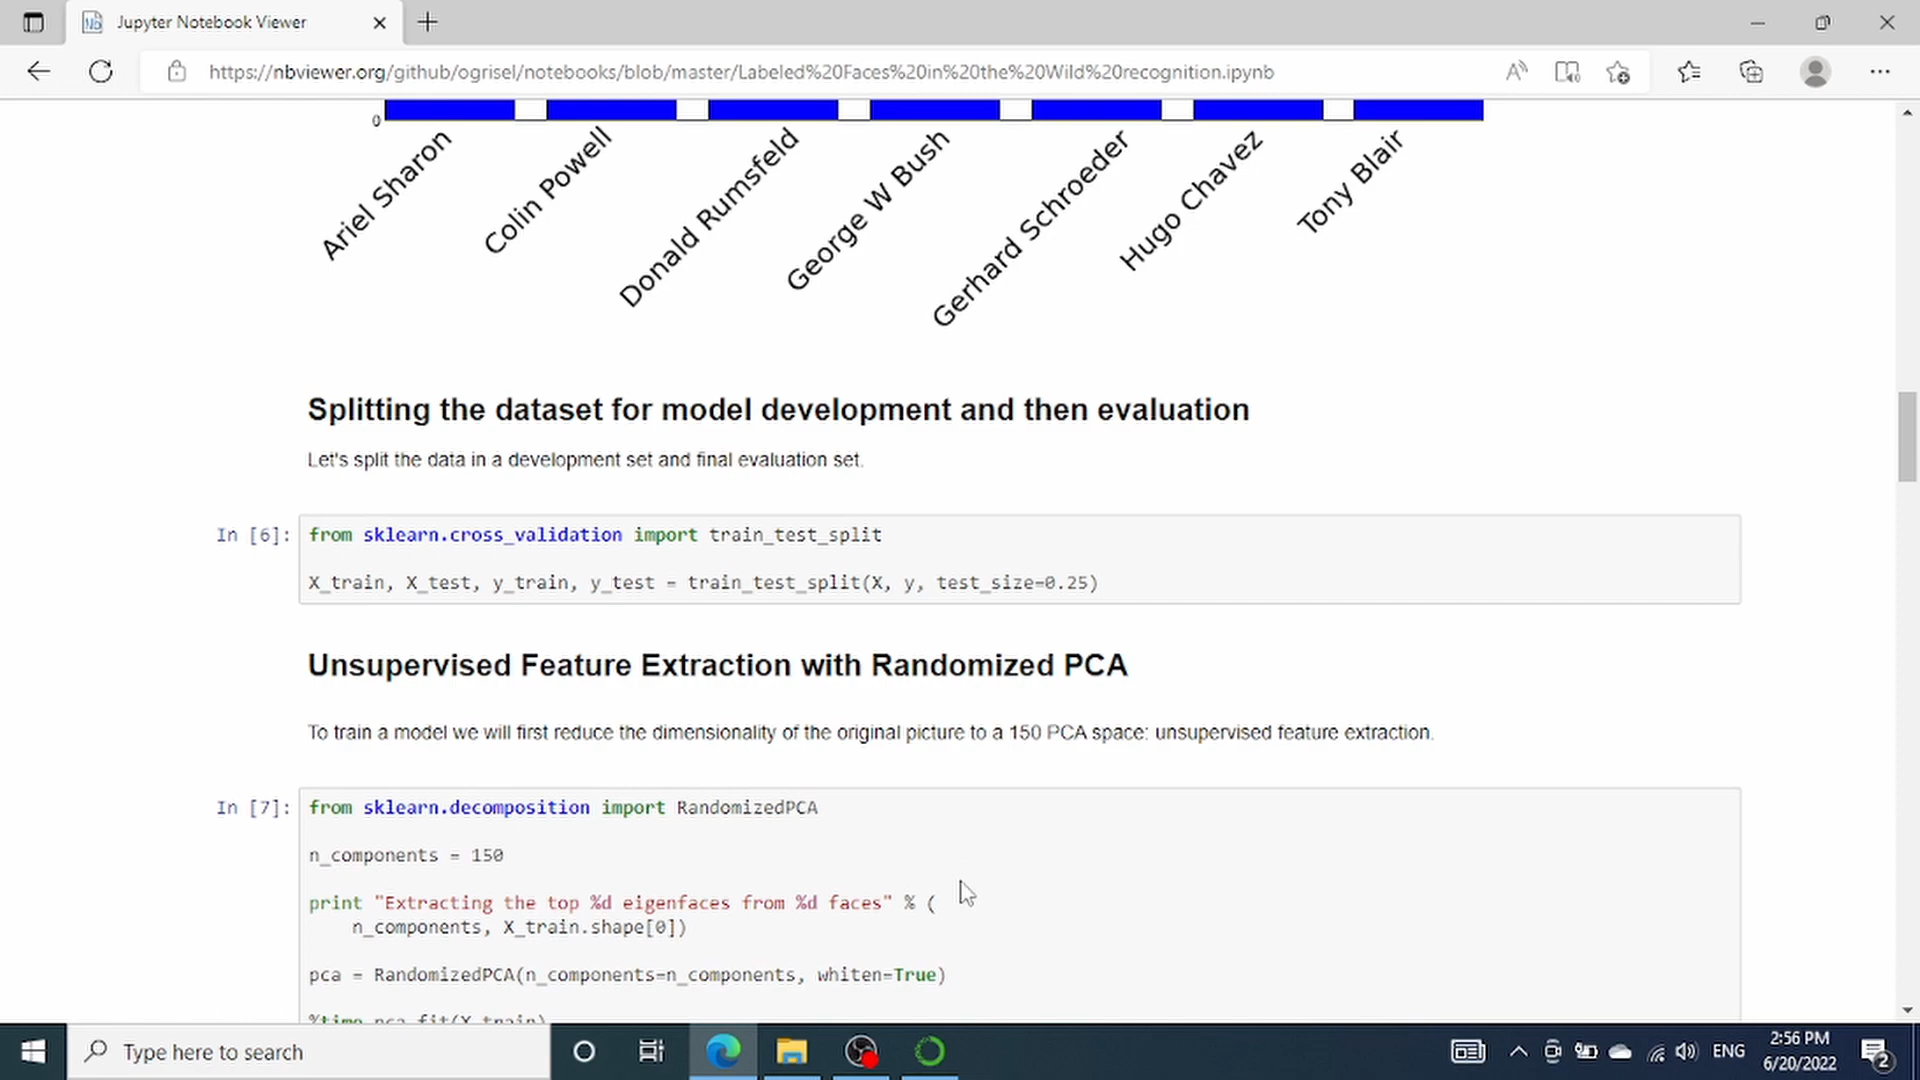 Jupyter Notebook Viewer
https://nbviewer.org/github/ogrisel/notebooks/blob/master/Labeled%20Faces%20in%20the%20Wild%20recognition.ipynb
0
Ariel Sharon
Colin Powell
Donald Rumsfeld
George W Bush
Gerhard Schroeder
Hugo Chavez
Tony Blair
Splitting the dataset for model development and then evaluation
Let's split the data in a development set and final evaluation set.
In [6]: from sklearn.cross_validation import train_test_split
X_train, X_test, y_train, y_test = train_test_split(X, y, test_size=0.25)
Unsupervised Feature Extraction with Randomized PCA
To train a model we will first reduce the dimensionality of the original picture to a 150 PCA space: unsupervised feature extraction.
In [7]: from sklearn.decomposition import RandomizedPCA
n_components = 150
print "Extracting the top %d eigenfaces from %d faces" % (
n_components, X_train.shape[0])
pca = RandomizedPCA(n_components=n_components, whiten=True)
%time pca.fit(X_train)
Type here to search
ENG
2:56 PM
6/20/2022
2